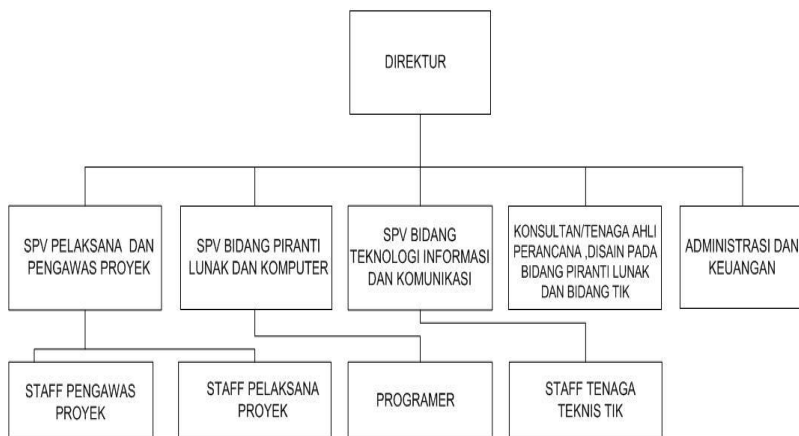 DIREKTUR
SPV PELAKSANA DAN
PENGAWAS PROYEK
SPV BIDANG PIRANTI
LUNAK DAN KOMPUTER
SPV BIDANG
TEKNOLOGI INFORMASI
DAN KOMUNIKASI
KONSULTAN/TENAGA AHLI
PERANCANA ,DISAIN PADA
BIDANG PIRANTI LUNAK
DAN BIDANG TIK
ADMINISTRASI DAN
KEUANGAN
STAFF PENGAWAS
PROYEK
STAFF PELAKSANA
PROYEK
PROGRAMER
STAFF TENAGA
TEKNIS TIK